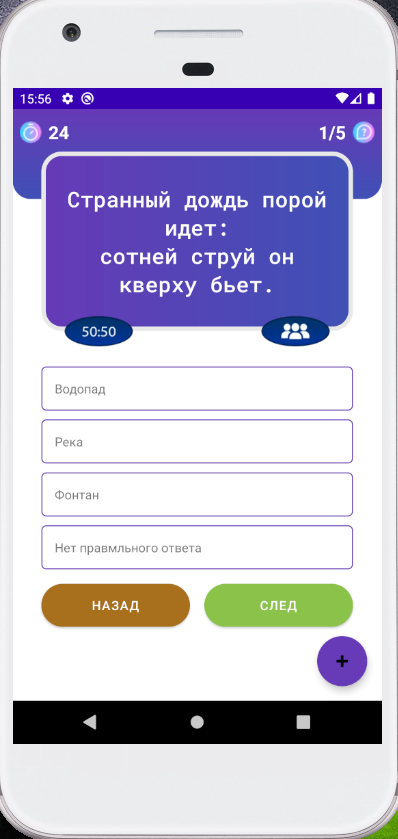 15:56
24
1/5
Странный дождь порой
идет:
сотней струй он
кверху бьет.
50:50
Водопад
Река
Фонтан
Нет правмльного ответа
НАЗАД
СЛЕД
+